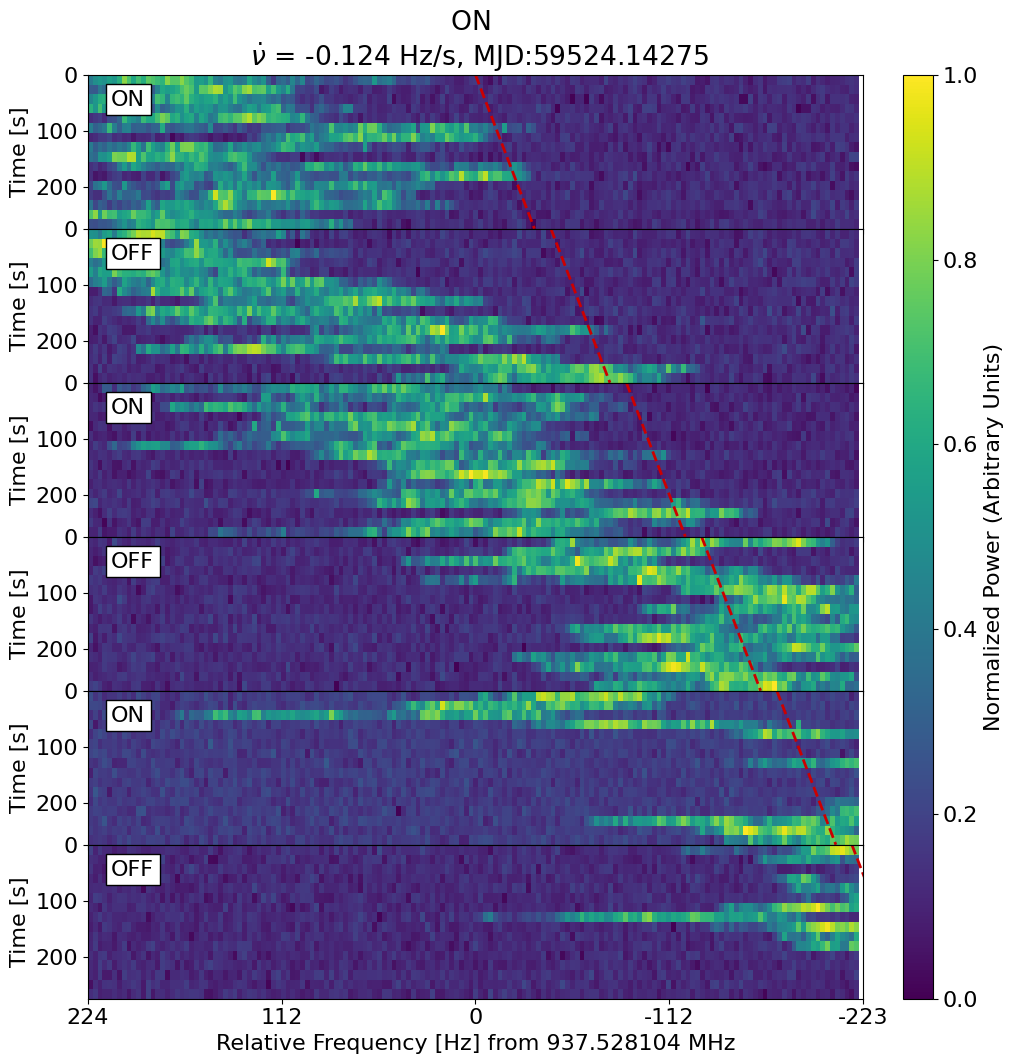 ON
ν̇ = -0.124 Hz/s, MJD:59524.14275
0
ON
100
200
Time [s]
0
OFF
100
200
Time [s]
0
ON
100
200
Time [s]
0
OFF
100
200
Time [s]
0
ON
100
200
Time [s]
0
OFF
100
200
Time [s]
224 112 0 -112 -223
Relative Frequency [Hz] from 937.528104 MHz
1.0
0.8
0.6
0.4
0.2
0.0
Normalized Power (Arbitrary Units)